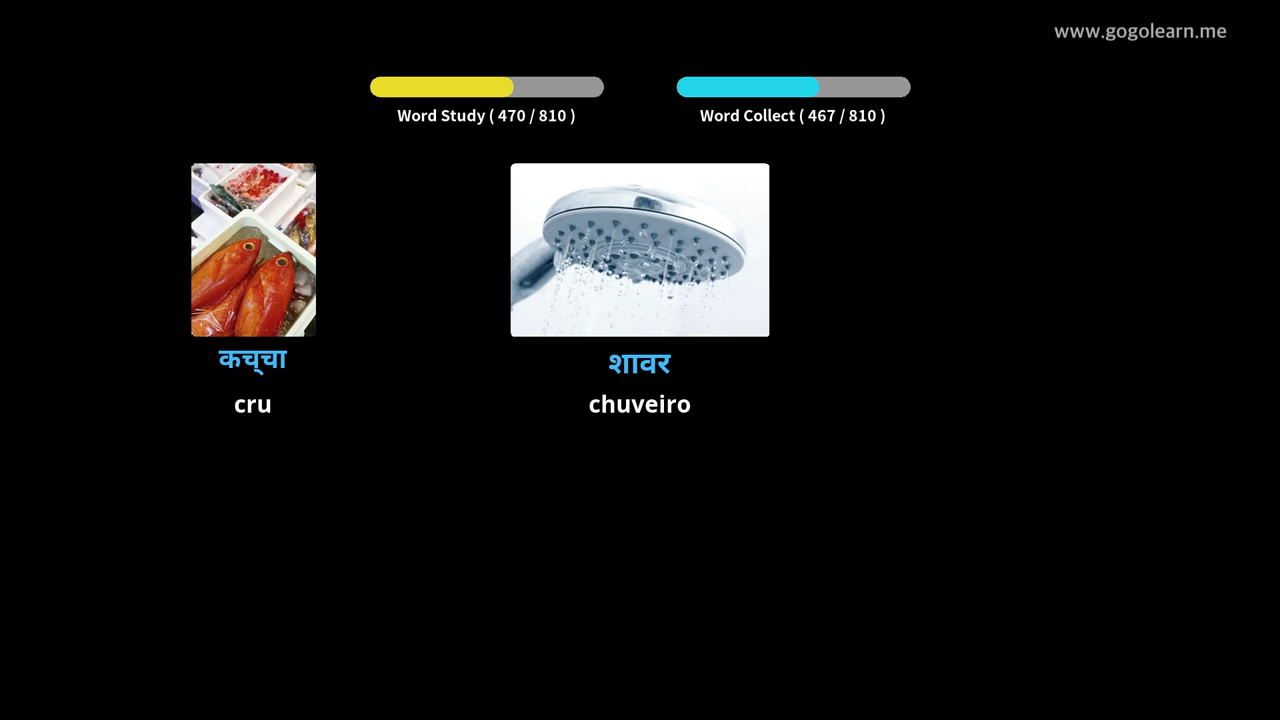 www.gogolearn.me
Word Study ( 470 / 810 )
Word Collect ( 467 / 810 )
कच्चा
शावर
cru
chuveiro